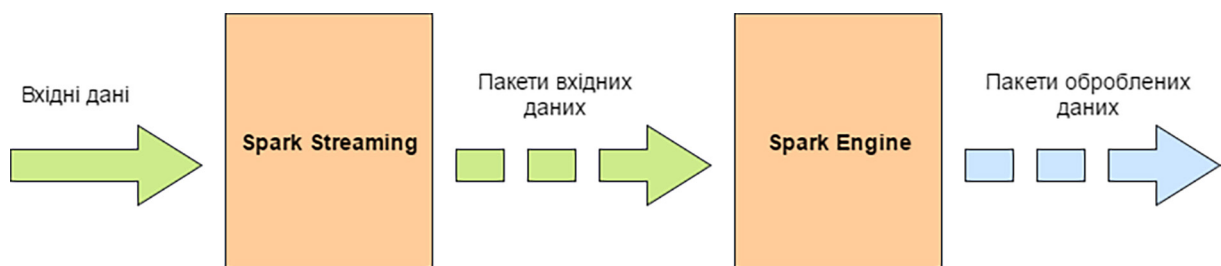 Вхідні дані
Spark Streaming
Пакети вхідних
даних
Spark Engine
Пакети оброблених
даних